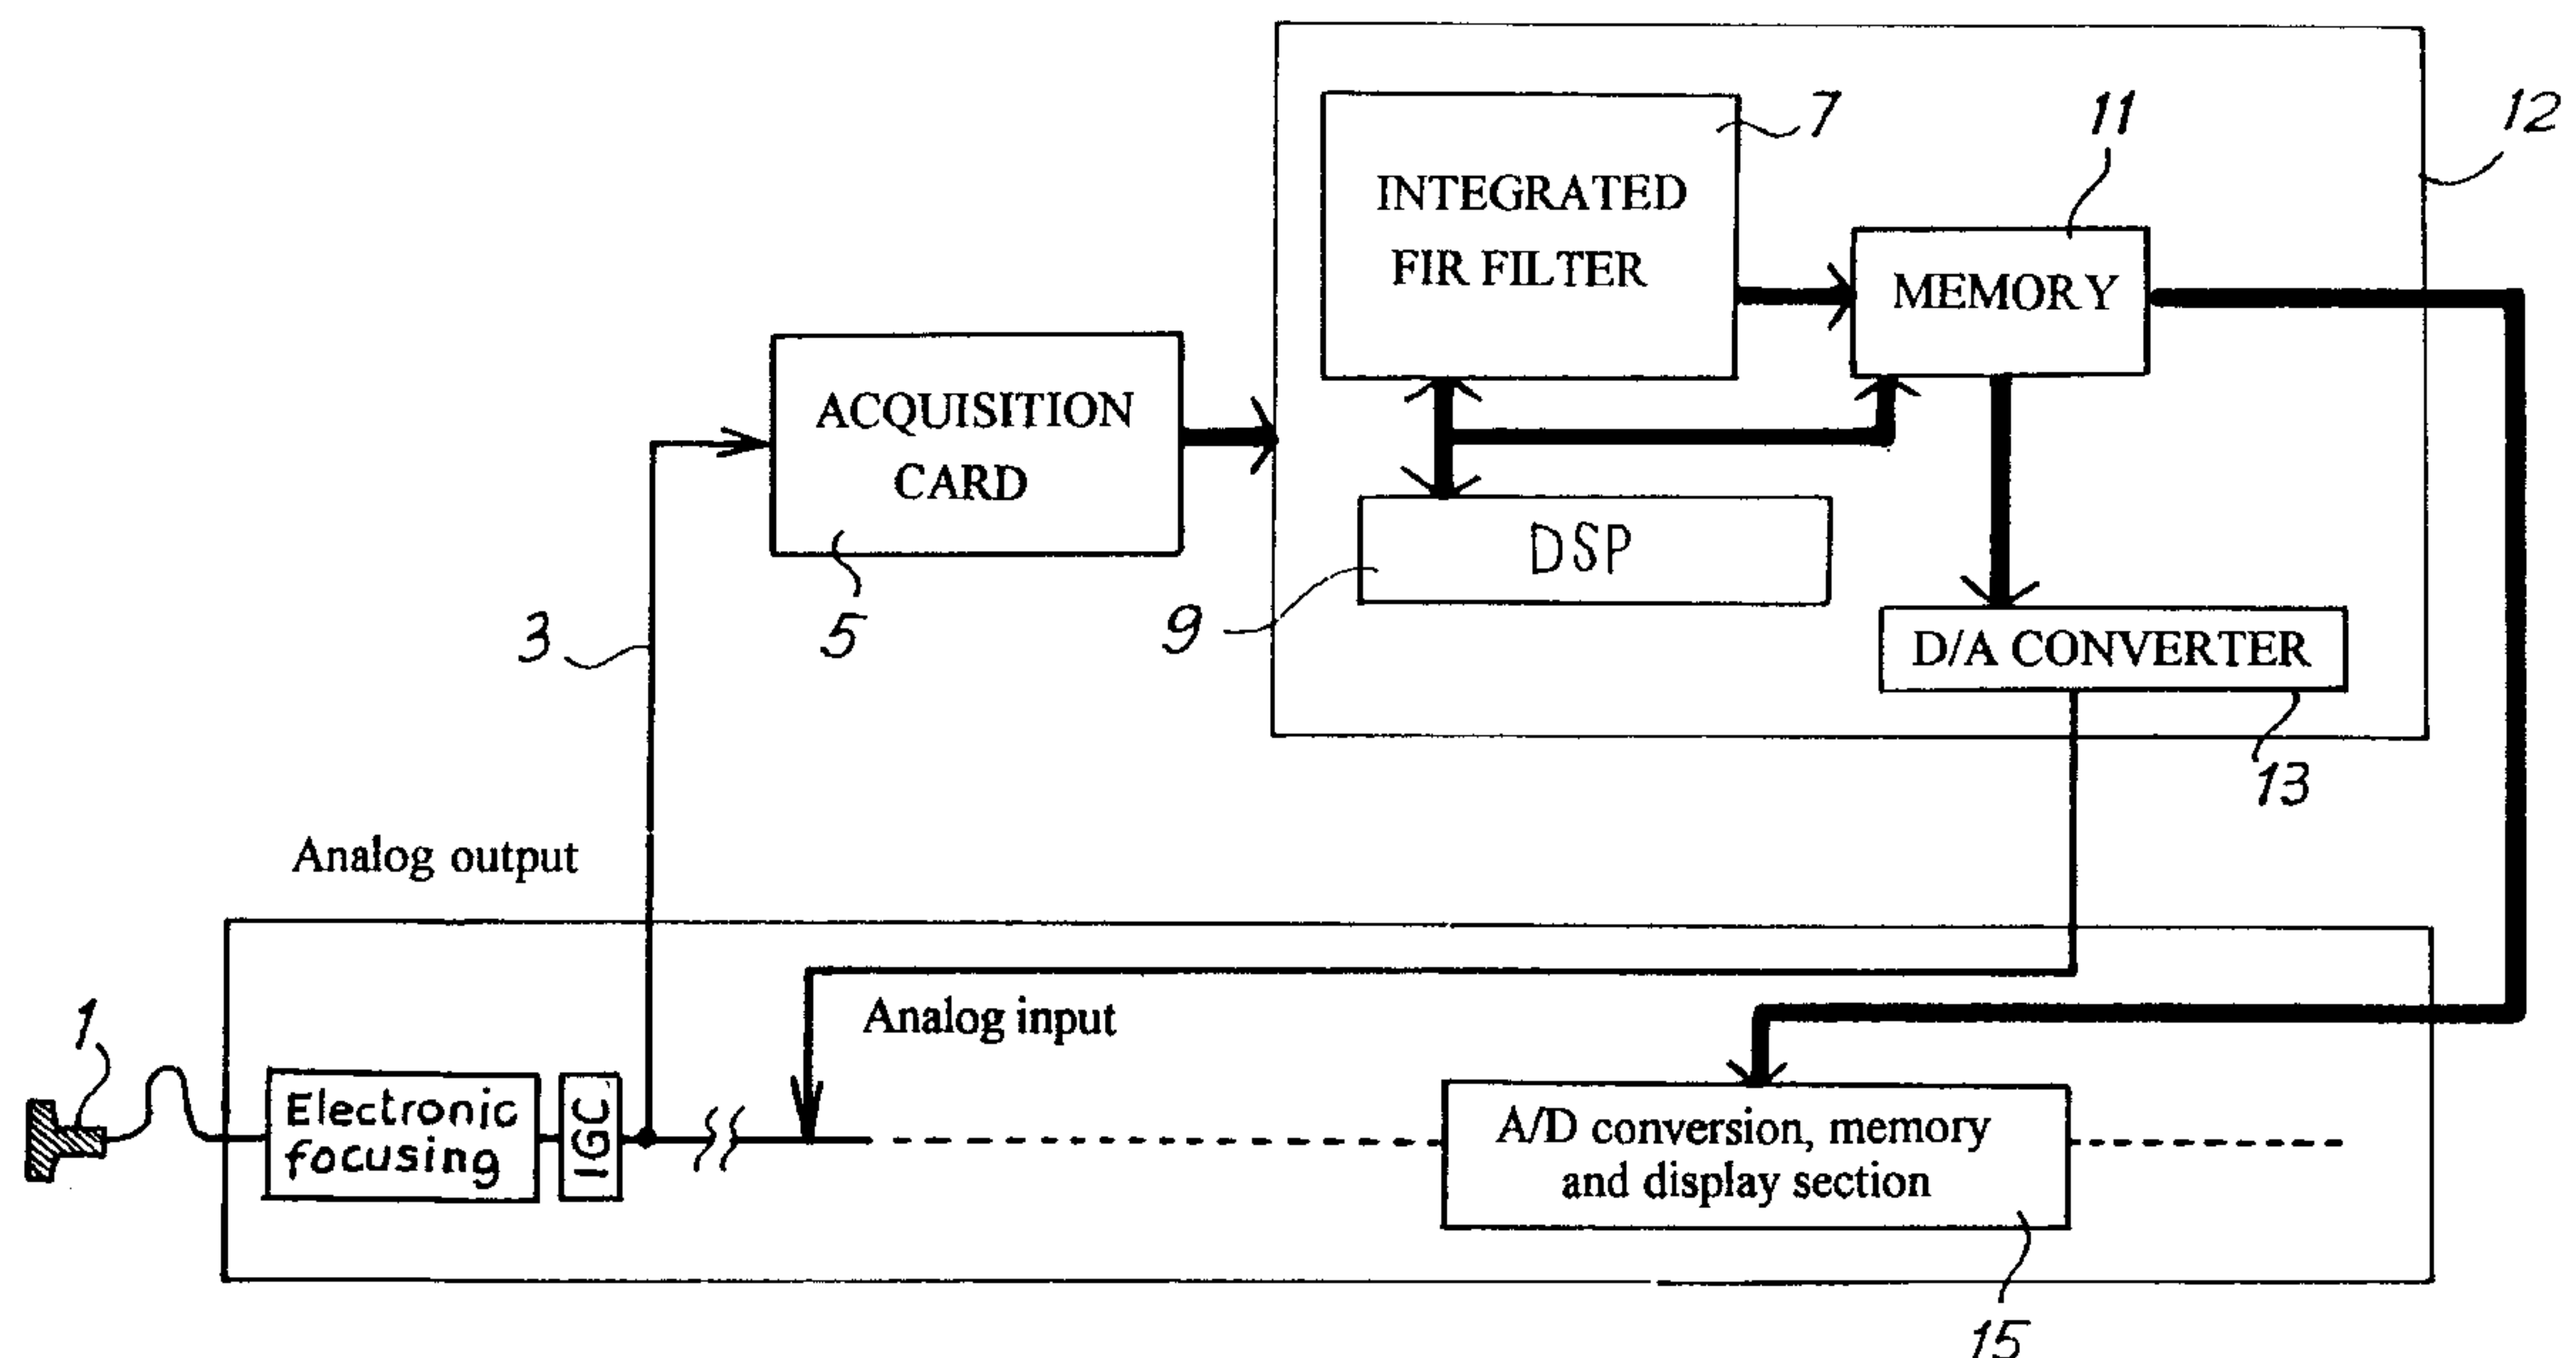 7
11
12
INTEGRATED
FIR FILTER
MEMORY
ACQUISITION
CARD
DSP
3
5
9
D/A CONVERTER
13
Analog output
1
Analog input
Electronic
focusing
IGC
A/D conversion, memory
and display section
15